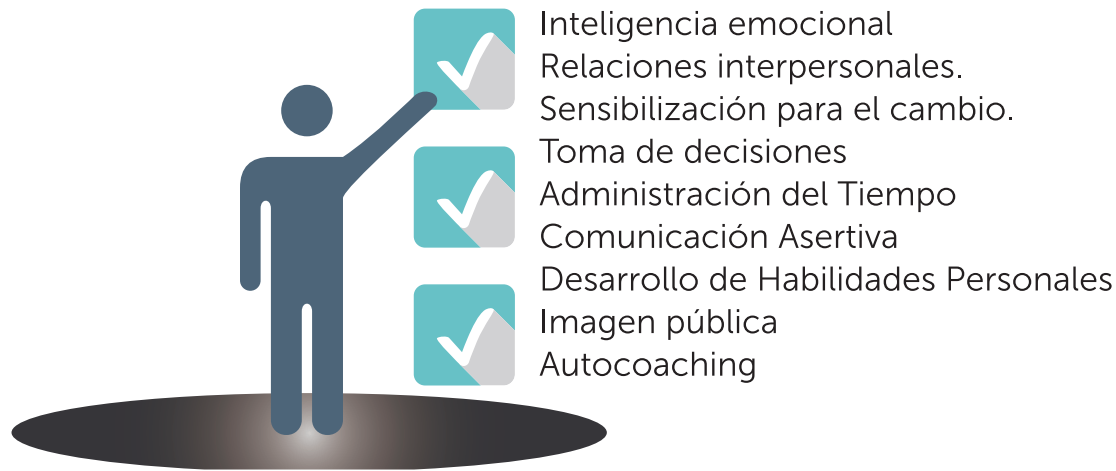 Inteligencia emocional
Relaciones interpersonales.
Sensibilización para el cambio.
Toma de decisiones
Administración del Tiempo
Comunicación Asertiva
Desarrollo de Habilidades Personales
Imagen pública
Autocoaching